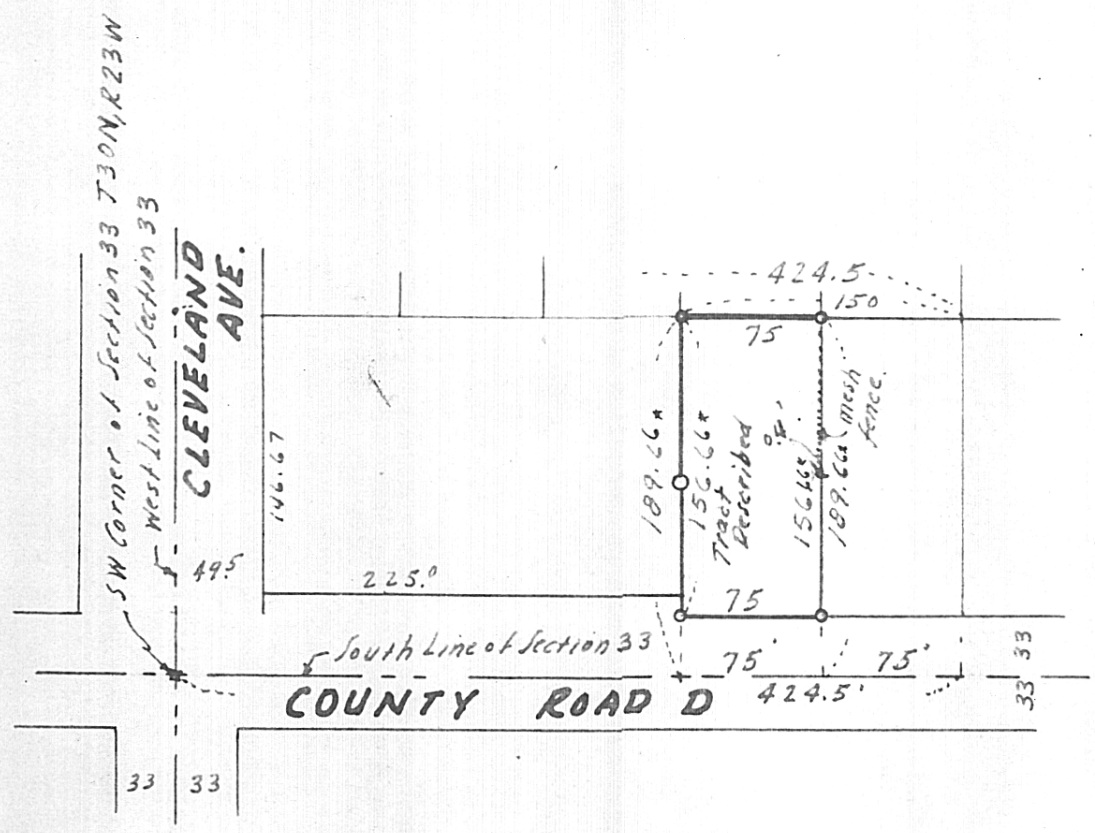 SW Corner of Section 33 T30N, R23W
West Line of Section 33
CLEVELAND
AVE.
424.5
150
75
146.67
189.66*
156.66*
Tract
Described
156.66*
189.66*
mesh
fence.
49.5
225.0
75
South Line of Section 33
75'
75'
33
33
COUNTY ROAD D
424.5'
33
33